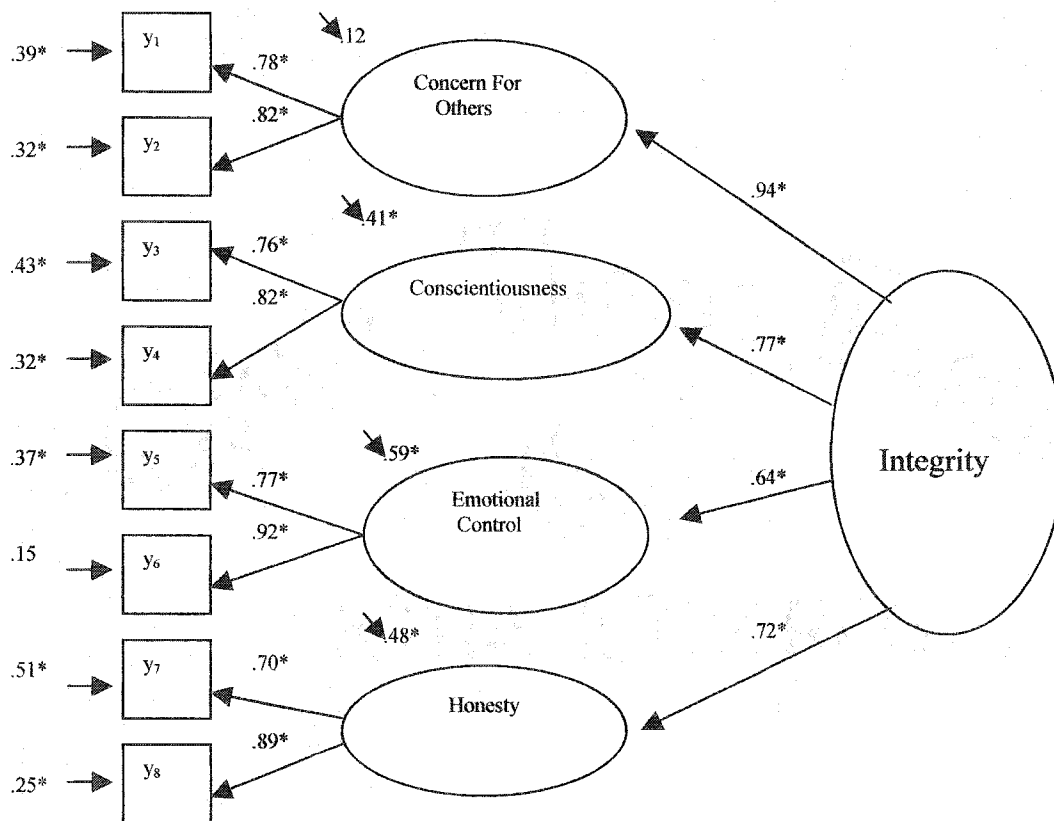 .39*
y₁
.78*
.12
Concern For
Others
.82*
.32*
y₂
.94*
.41*
.43*
y₃
.76*
Conscientiousness
.82*
.32*
y₄
.77*
.37*
y₅
.77*
.59*
Emotional
Control
.64*
Integrity
.92*
.15
y₆
.51*
y₇
.70*
.48*
.72*
Honesty
.89*
.25*
y₈